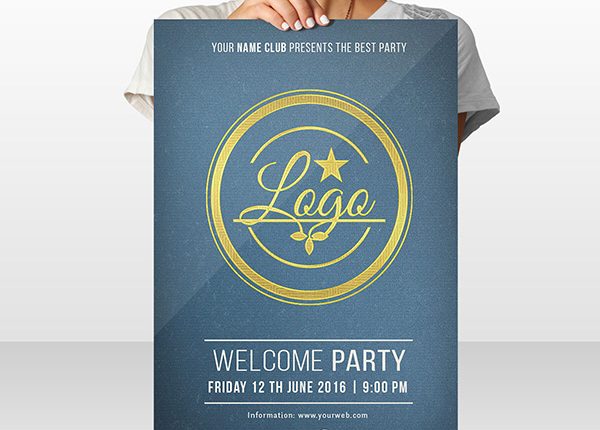 YOUR NAME CLUB PRESENTS THE BEST PARTY
Logo
WELCOME PARTY
FRIDAY 12 TH JUNE 2016 | 9:00 PM
Information: www.yourweb.com